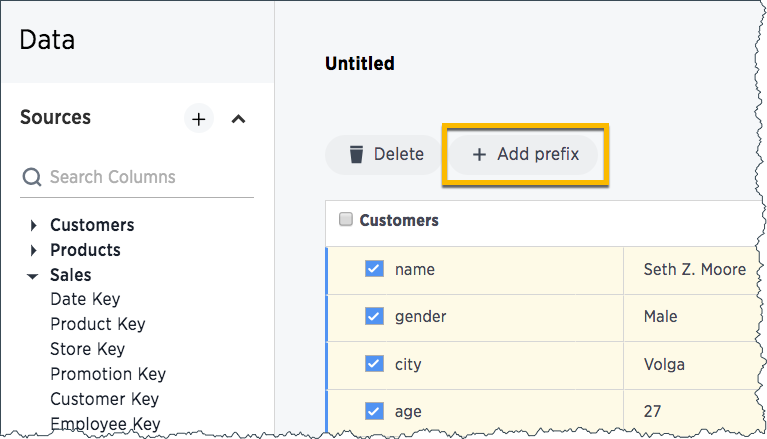 Data
Sources
Search Columns
Customers
Products
Sales
Date Key
Product Key
Store Key
Promotion Key
Customer Key
Employee Key
Untitled
Delete + Add prefix
Customers
name Seth Z. Moore
gender Male
city Volga
age 27